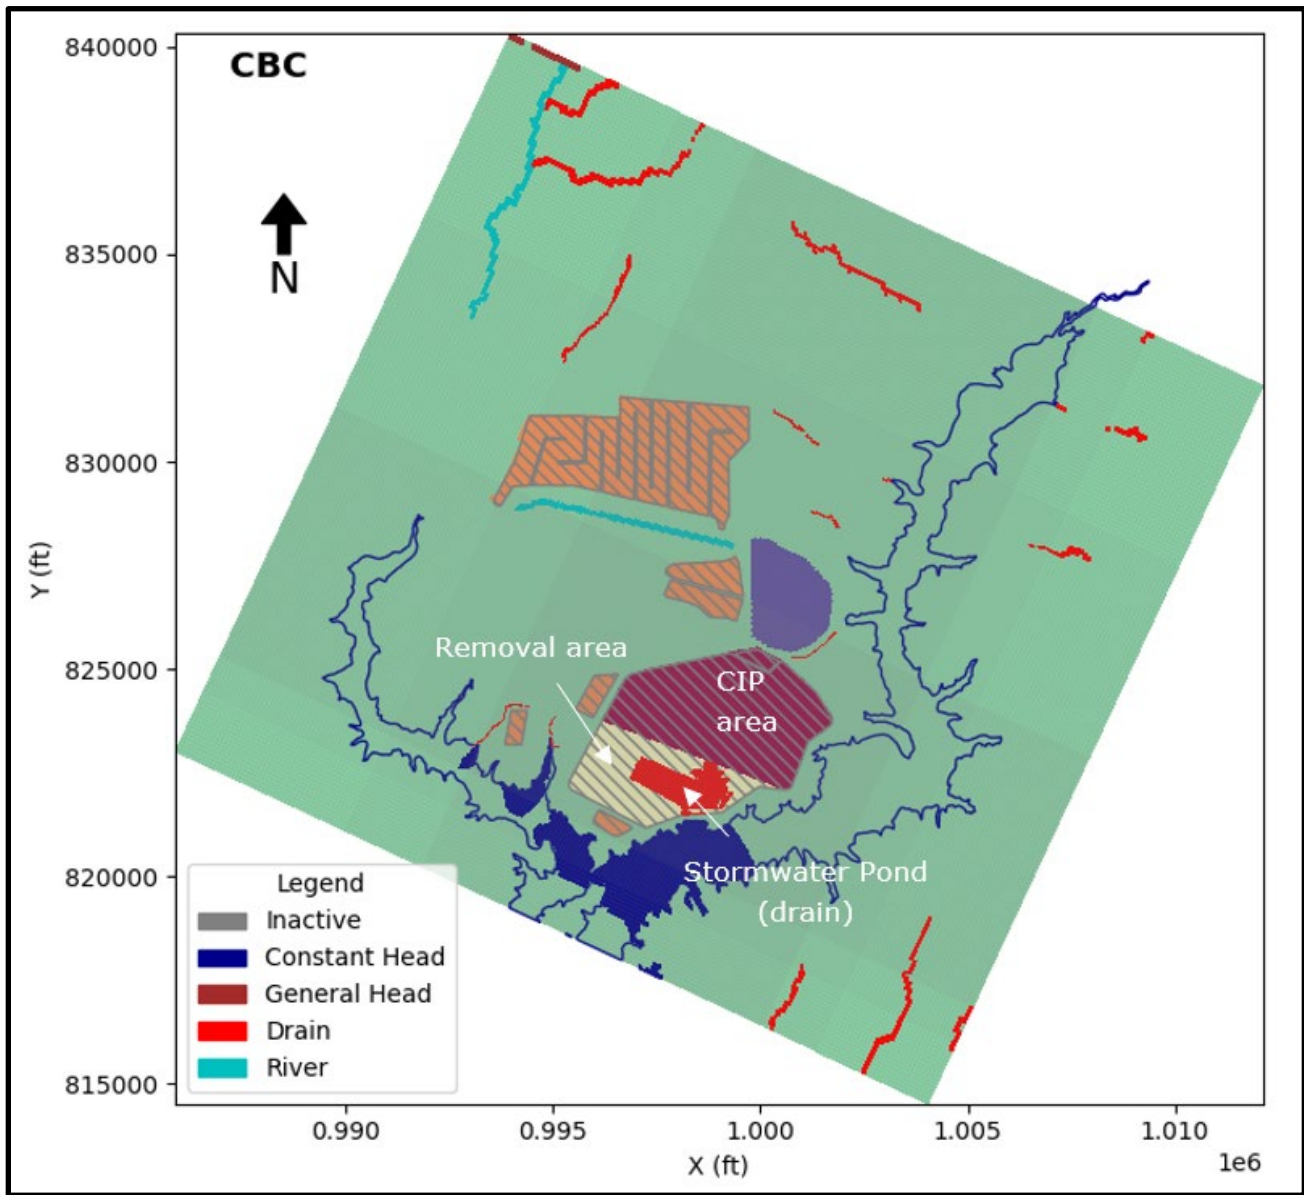 CBC
N
840000
835000
830000
825000
820000
815000
Y (ft)
Removal area
CIP
area
Stormwater Pond
(drain)
Legend
Inactive
Constant Head
General Head
Drain
River
0.990
0.995
1.000
1.005
1.010
X (ft)
1e6